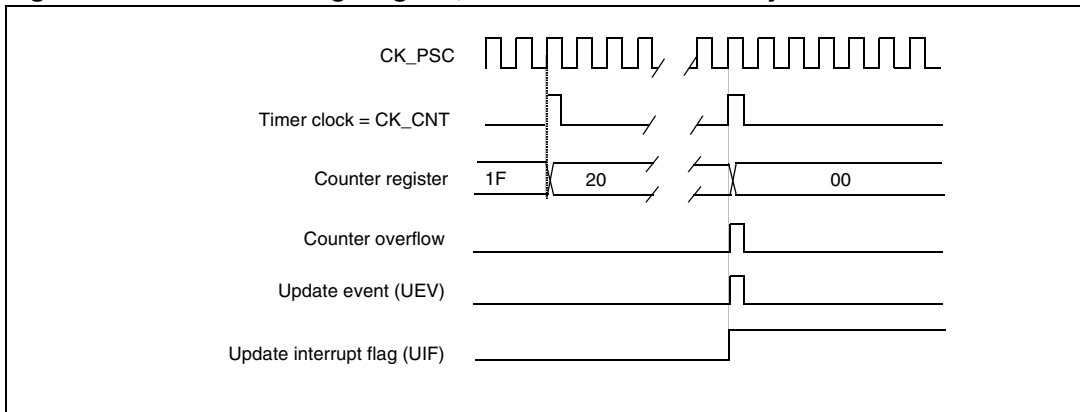 CK_PSC
Timer clock = CK_CNT
Counter register 1F 20 00
Counter overflow
Update event (UEV)
Update interrupt flag (UIF)